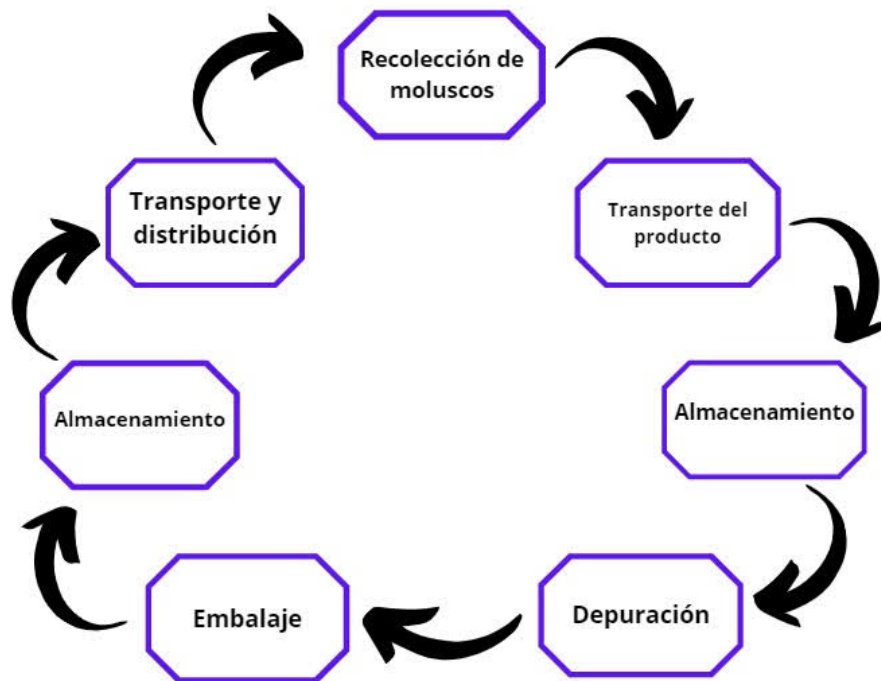 Recolección de
moluscos
Transporte del
producto
Almacenamiento
Depuración
Embalaje
Almacenamiento
Transporte y
distribución